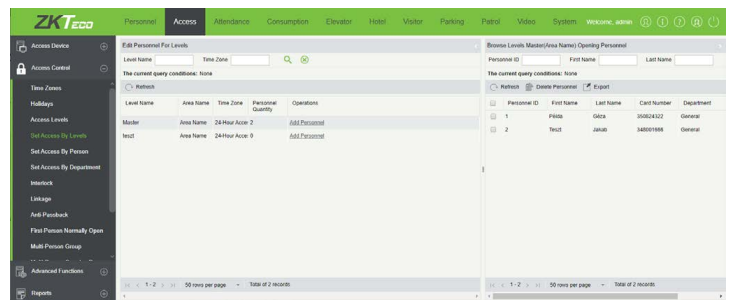 ZKTeco
Personnel Access Attendance Consumption Elevator Hotel Visitor Parking Patrol Video System Welcome, admin
Access Device
Access Control
Time Zones
Holidays
Access Levels
Set Access By Levels
Set Access By Person
Set Access By Department
Interlock
Linkage
Anti-Passback
First-Person Normally Open
Multi-Person Group
Advanced Functions
Reports
Edit Personnel For Levels
Level Name Time Zone
The current query conditions: None
Refresh
Level Name Area Name Time Zone Personnel Quantity Operations
Master Area Name 24-Hour Acce 2 Add Personnel
teszt Area Name 24-Hour Acce 0 Add Personnel
1-2 50 rows per page Total of 2 records
Browse Levels Master(Area Name) Opening Personnel
Personnel ID First Name Last Name
The current query conditions: None
Refresh Delete Personnel Export
Personnel ID First Name Last Name Card Number Department
1 Példa Géza 350824322 General
2 Teszt Jakab General
1-2 50 rows per page Total of 2 records